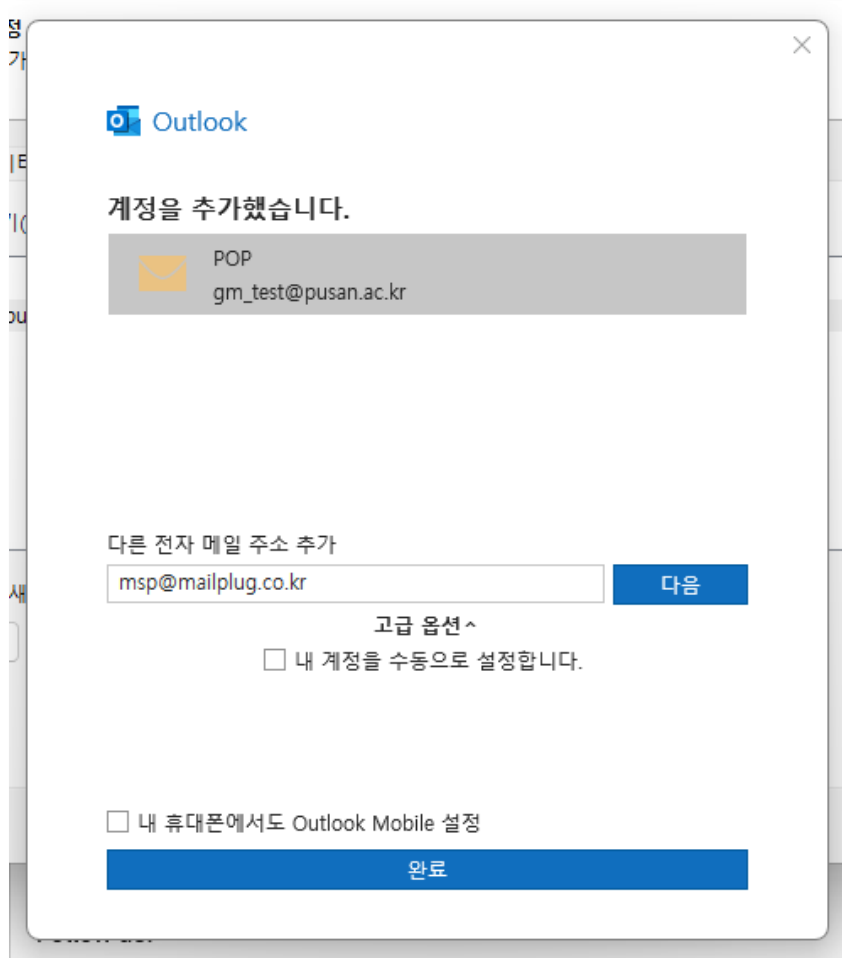 Outlook
계정을 추가했습니다.
POP
gm_test@pusan.ac.kr
다른 전자 메일 주소 추가
msp@mailplug.co.kr
다음
고급 옵션^
내 계정을 수동으로 설정합니다.
내 휴대폰에서도 Outlook Mobile 설정
완료